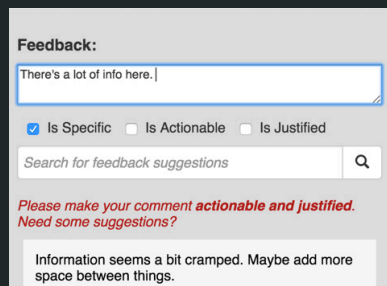 Feedback:
There's a lot of info here.
Is Specific Is Actionable Is Justified
Search for feedback suggestions
Please make your comment actionable and justified.
Need some suggestions?
Information seems a bit cramped. Maybe add more
space between things.